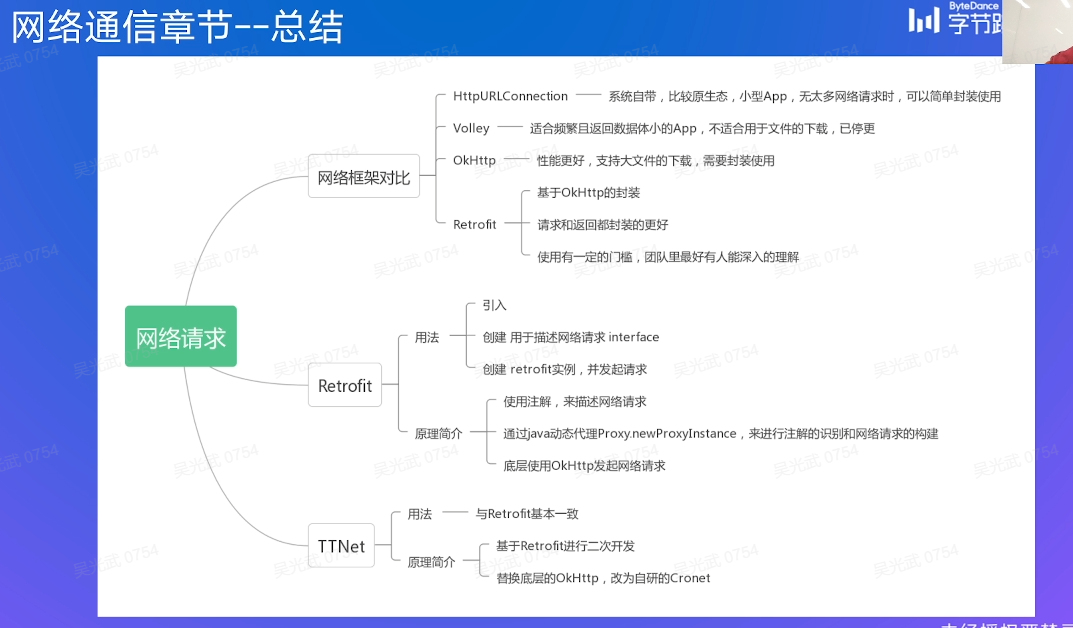 网络通信章节--总结
ByteDance
字节跳
HttpURLConnection
系统自带，比较原生态，小型App，无太多网络请求时，可以简单封装使用
Volley
适合频繁且返回数据体小的App，不适合用于文件的下载，已停更
OkHttp
性能更好，支持大文件的下载，需要封装使用
网络框架对比
基于OkHttp的封装
Retrofit
请求和返回都封装的更好
使用有一定的门槛，团队里最好有人能深入的理解
网络请求
引入
用法
创建 用于描述网络请求 interface
创建 retrofit实例，并发起请求
Retrofit
使用注解，来描述网络请求
原理简介
通过java动态代理Proxy.newProxyInstance，来进行注解的识别和网络请求的构建
底层使用OkHttp发起网络请求
用法
与Retrofit基本一致
TTNet
基于Retrofit进行二次开发
原理简介
替换底层的OkHttp，改为自研的Cronet
吴光武 0754